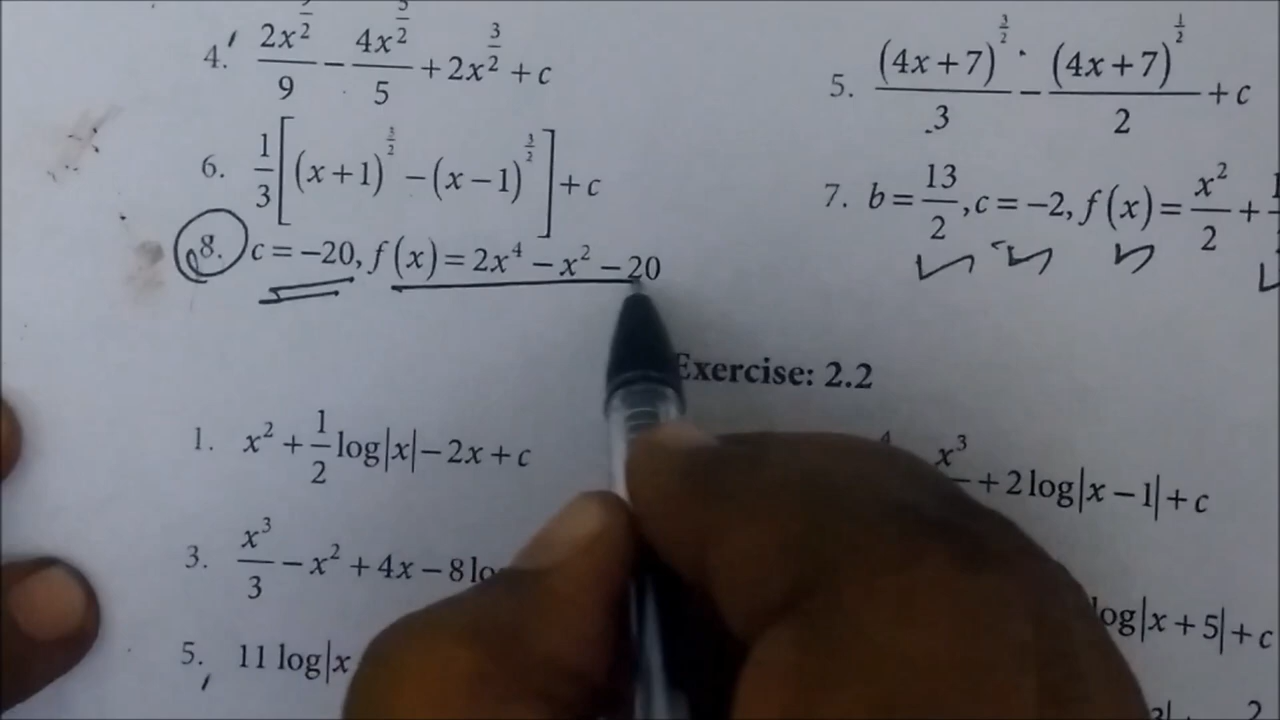 4. 2x^{9/2}/9 − 4x^{5/2}/5 + 2x^{3/2} + c
5. (4x+7)^{3/2}/3 − (4x+7)^{1/2}/2 + c
6. 1/3[(x+1)^{3/2} − (x−1)^{3/2}] + c
7. b = 13/2, c = −2, f(x) = x²/2 +
8. c = −20, f(x) = 2x⁴ − x² − 20
Exercise: 2.2
1. x² + 1/2 log|x| − 2x + c
x³ + 2 log|x − 1| + c
3. x³/3 − x² + 4x − 8
log|x + 5| + c
5. 11 log|x
2